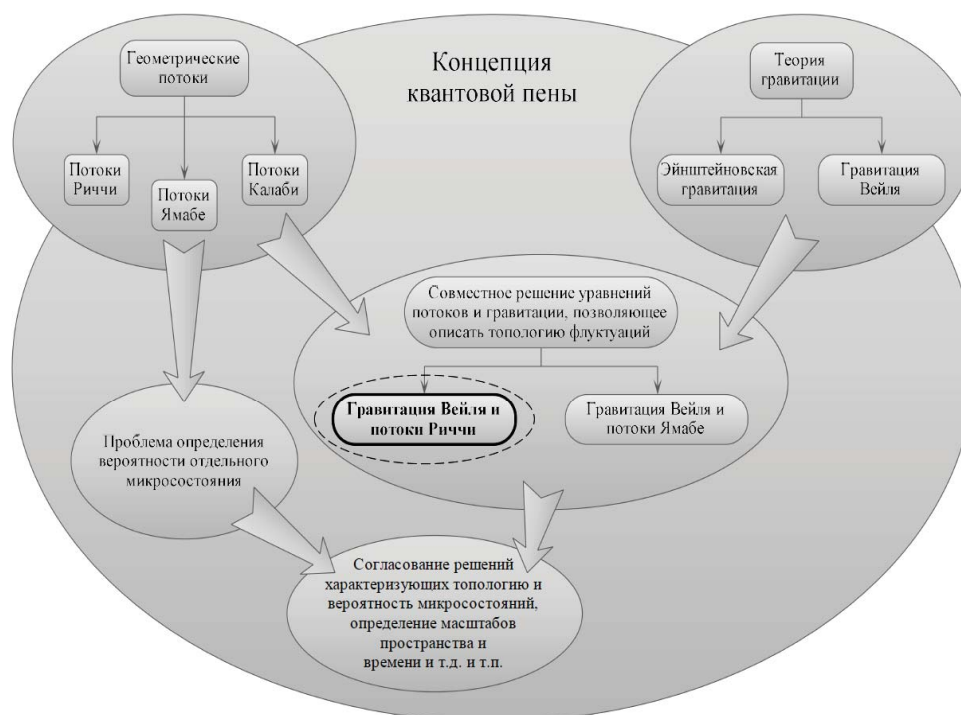 Концепция
квантовой пены
Геометрические
потоки
Потоки
Риччи
Потоки
Ямабе
Потоки
Калаби
Теория
гравитации
Эйнштейновская
гравитация
Гравитация
Вейля
Совместное решение уравнений
потоков и гравитации, позволяющее
описать топологию флуктуаций
Гравитация Вейля и
потоки Риччи
Гравитация Вейля и
потоки Ямабе
Проблема определения
вероятности отдельного
микросостояния
Согласование решений
характеризующих топологию и
вероятность микросостояний,
определение масштабов
пространства и
времени и т.д. и т.п.